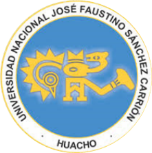 UNIVERSIDAD NACIONAL JOSÉ FAUSTINO SÁNCHEZ CARRIÓN
· HUACHO ·